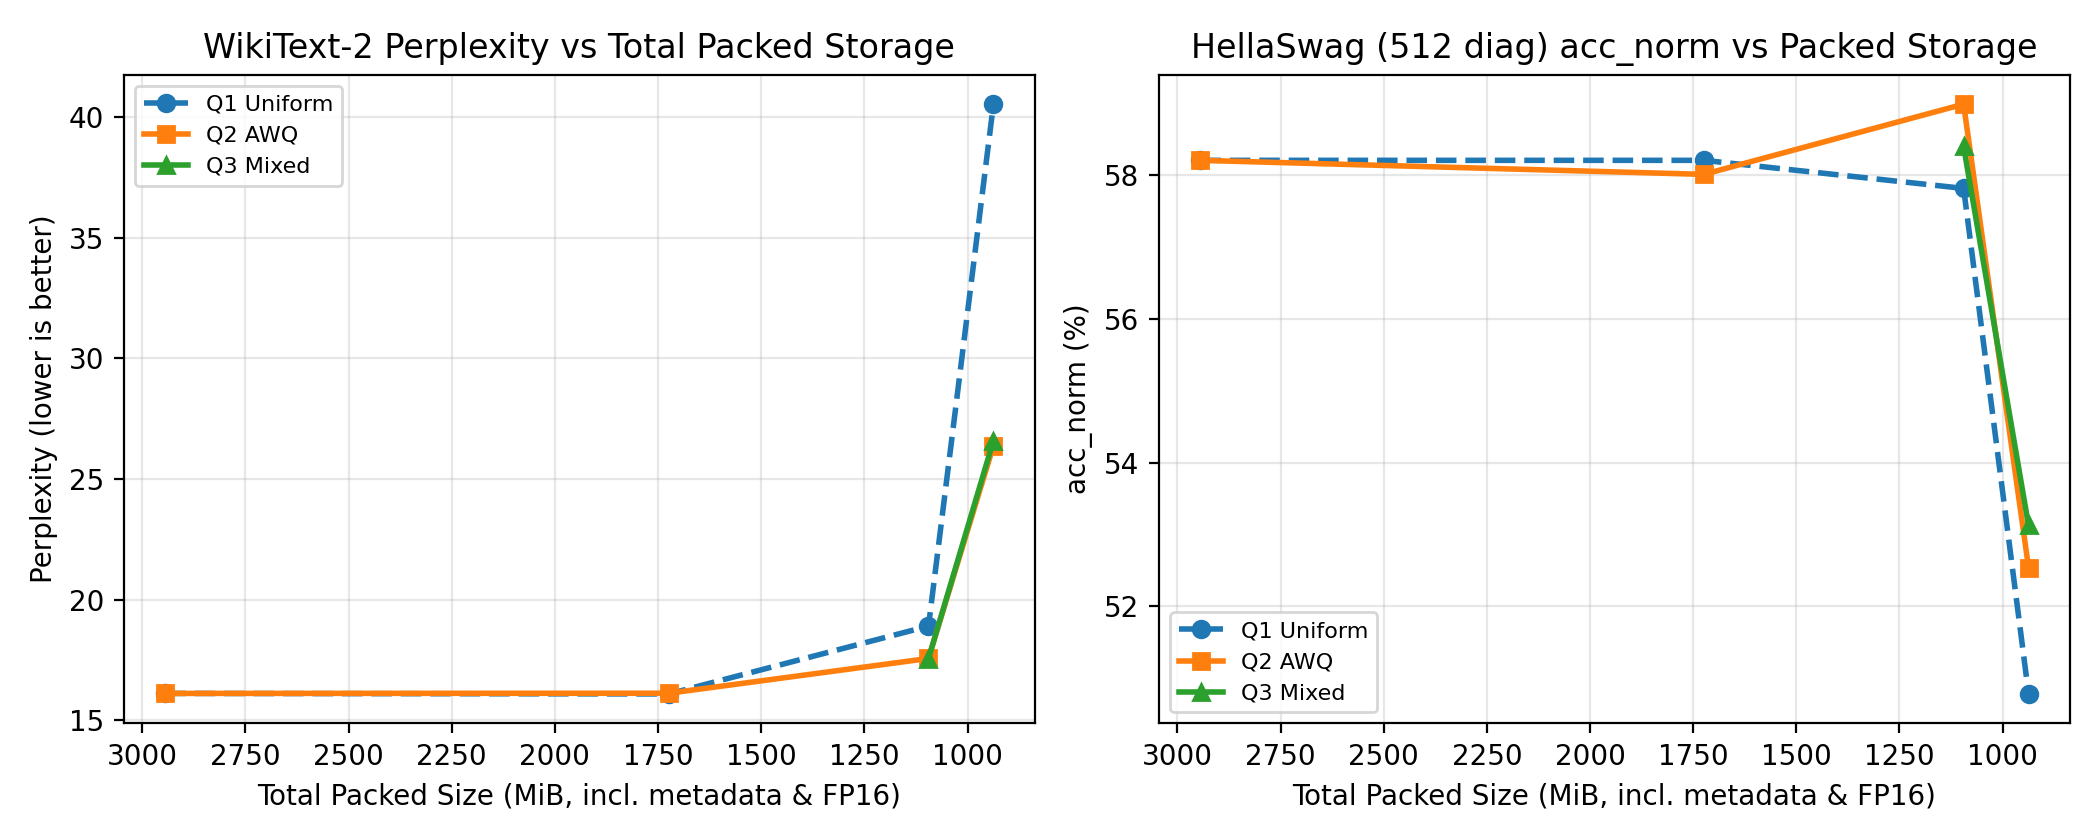 WikiText-2 Perplexity vs Total Packed Storage
Q1 Uniform
Q2 AWQ
Q3 Mixed
Perplexity (lower is better)
40
35
30
25
20
15
3000 2750 2500 2250 2000 1750 1500 1250 1000
Total Packed Size (MiB, incl. metadata & FP16)
HellaSwag (512 diag) acc_norm vs Packed Storage
acc_norm (%)
58
56
54
52
Q1 Uniform
Q2 AWQ
Q3 Mixed
3000 2750 2500 2250 2000 1750 1500 1250 1000
Total Packed Size (MiB, incl. metadata & FP16)